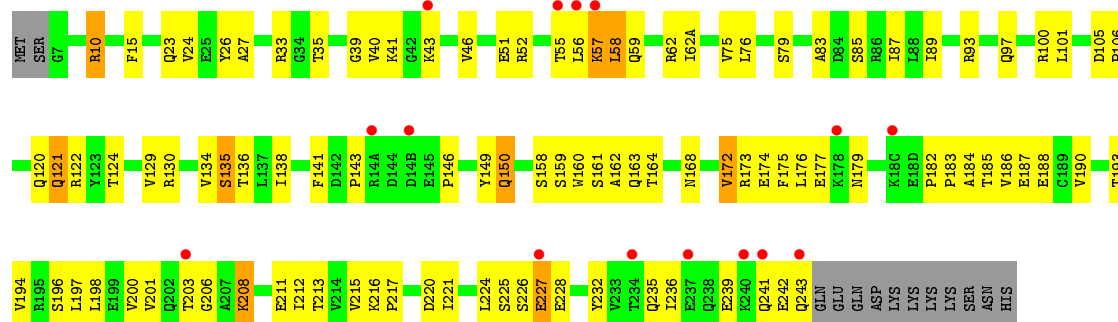 MET SER G7 R10 F15 Q23 V24 E25 Y26 A27 R33 G34 T35 G39 V40 K41 G42 K43 V46 E51 R52 T55 L56 K57 L58 Q59 R62 I62A V75 L76 S79 A83 D84 S85 R86 I87 L88 I89 R93 Q97 R100 L101 D105 P106
Q120 Q121 R122 Y123 T124 V129 R130 V134 S135 T136 L137 I138 F141 D142 P143 R14A D144 D14B E145 P146 Y149 Q150 S158 S159 W160 S161 A162 Q163 T164 N168 V172 R173 E174 F175 L176 E177 K178 N179 K18C E18D P182 P183 A184 T185 V186 E187 E188 C189 V190 T193
V194 R195 S196 L197 L198 E199 V200 V201 Q202 T203 G206 A207 K208 E211 I212 T213 V214 V215 K216 P217 D220 I221 L224 S225 S226 E227 E228 Y232 V233 T234 Q235 I236 E237 Q238 E239 K240 Q241 E242 Q243 GLN GLU GLN ASP LYS LYS LYS LYS SER ASN HIS